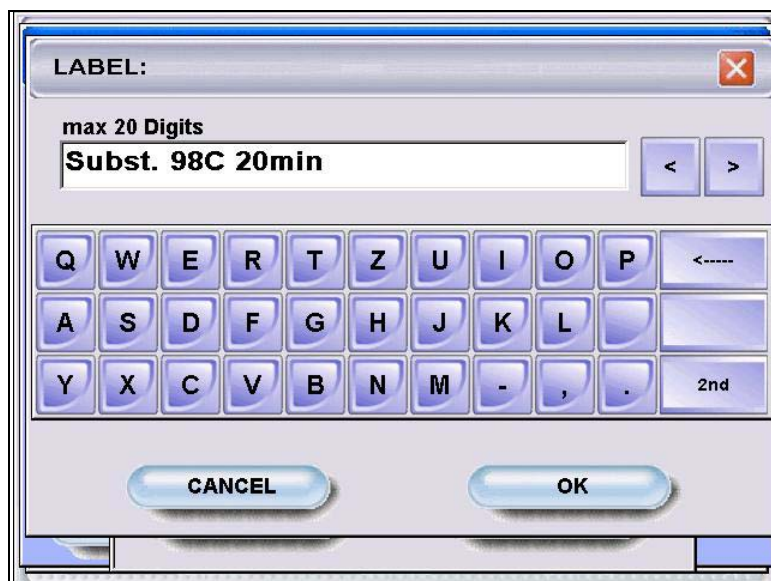 LABEL:
max 20 Digits
Subst. 98C 20min
< >
Q W E R T Z U I O P <-----
A S D F G H J K L
Y X C V B N M - , . 2nd
CANCEL OK